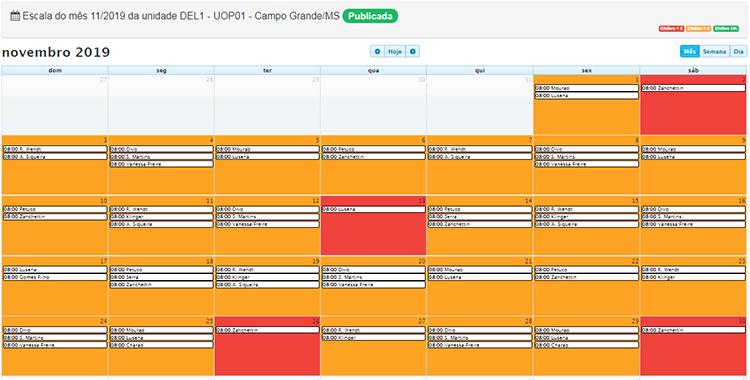 Escala do mês 11/2019 da unidade DEL1 - UOP01 - Campo Grande/MS Publicada
Efetivo < 2 Efetivo < 4 Efetivo OK
novembro 2019 Hoje Mês Semana Dia
dom seg ter qua qui sex sáb
27 28 29 30 31 1 2
08:00 Mourao 08:00 Zanchettin
08:00 Lusena
3 4 5 6 7 8 9
08:00 R. Wendt 08:00 Divo 08:00 Mourao 08:00 Petuco 08:00 R. Wendt 08:00 Divo 08:00 Mourao
08:00 A. Siqueira 08:00 S. Martins 08:00 Lusena 08:00 Zanchettin 08:00 A. Siqueira 08:00 S. Martins 08:00 Lusena
08:00 Vanessa Freire 08:00 Vanessa Freire
10 11 12 13 14 15 16
08:00 Petuco 08:00 R. Wendt 08:00 Divo 08:00 Lusena 08:00 Petuco 08:00 R. Wendt 08:00 Divo
08:00 Zanchettin 08:00 Klinger 08:00 S. Martins 08:00 Serra 08:00 Klinger 08:00 S. Martins
08:00 A. Siqueira 08:00 Vanessa Freire 08:00 Zanchettin 08:00 A. Siqueira 08:00 Vanessa Freire
17 18 19 20 21 22 23
08:00 Lusena 08:00 Petuco 08:00 R. Wendt 08:00 Divo 08:00 Mourao 08:00 Petuco 08:00 R. Wendt
08:00 Gomes Filho 08:00 Serra 08:00 Klinger 08:00 S. Martins 08:00 Lusena 08:00 Zanchettin 08:00 Klinger
08:00 Zanchettin 08:00 A. Siqueira 08:00 Vanessa Freire
24 25 26 27 28 29 30
08:00 Divo 08:00 Mourao 08:00 Zanchettin 08:00 R. Wendt 08:00 Divo 08:00 Mourao 08:00 Zanchettin
08:00 S. Martins 08:00 Lusena 08:00 Klinger 08:00 S. Martins 08:00 Lusena
08:00 Vanessa Freire 08:00 Charao 08:00 Vanessa Freire 08:00 Charao